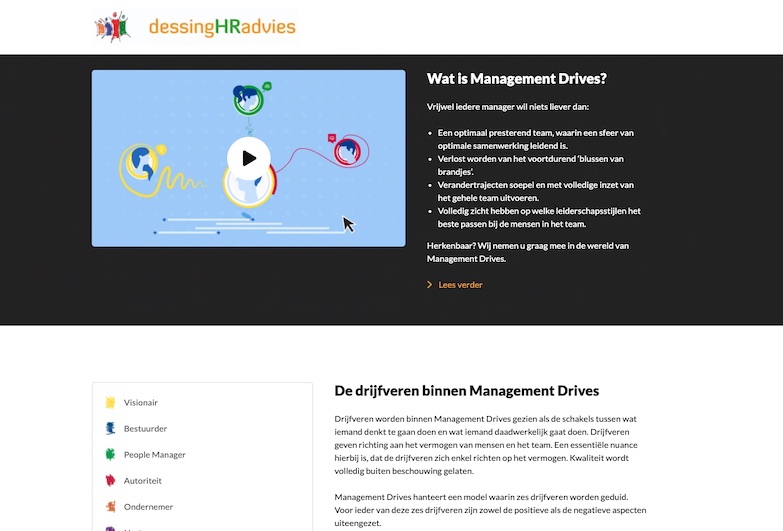 dessingHRadvies
Wat is Management Drives?
Vrijwel iedere manager wil niets liever dan:
• Een optimaal presterend team, waarin een sfeer van
optimale samenwerking leidend is.
• Verlost worden van het voortdurend 'blussen van
brandjes'.
• Verandertrajecten soepel en met volledige inzet van
het gehele team uitvoeren.
• Volledig zicht hebben op welke leiderschapsstijlen het
beste passen bij de mensen in het team.
Herkenbaar? Wij nemen u graag mee in de wereld van
Management Drives.
Lees verder
Visionair
Bestuurder
People Manager
Autoriteit
Ondernemer
De drijfveren binnen Management Drives
Drijfveren worden binnen Management Drives gezien als de schakels tussen wat
iemand denkt te gaan doen en wat iemand daadwerkelijk gaat doen. Drijfveren
geven richting aan het vermogen van mensen en het team. Een essentiële nuance
hierbij is, dat de drijfveren zich enkel richten op het vermogen. Kwaliteit wordt
volledig buiten beschouwing gelaten.
Management Drives hanteert een model waarin zes drijfveren worden geduid.
Voor ieder van deze zes drijfveren zijn zowel de positieve als de negatieve aspecten
uiteengezet.